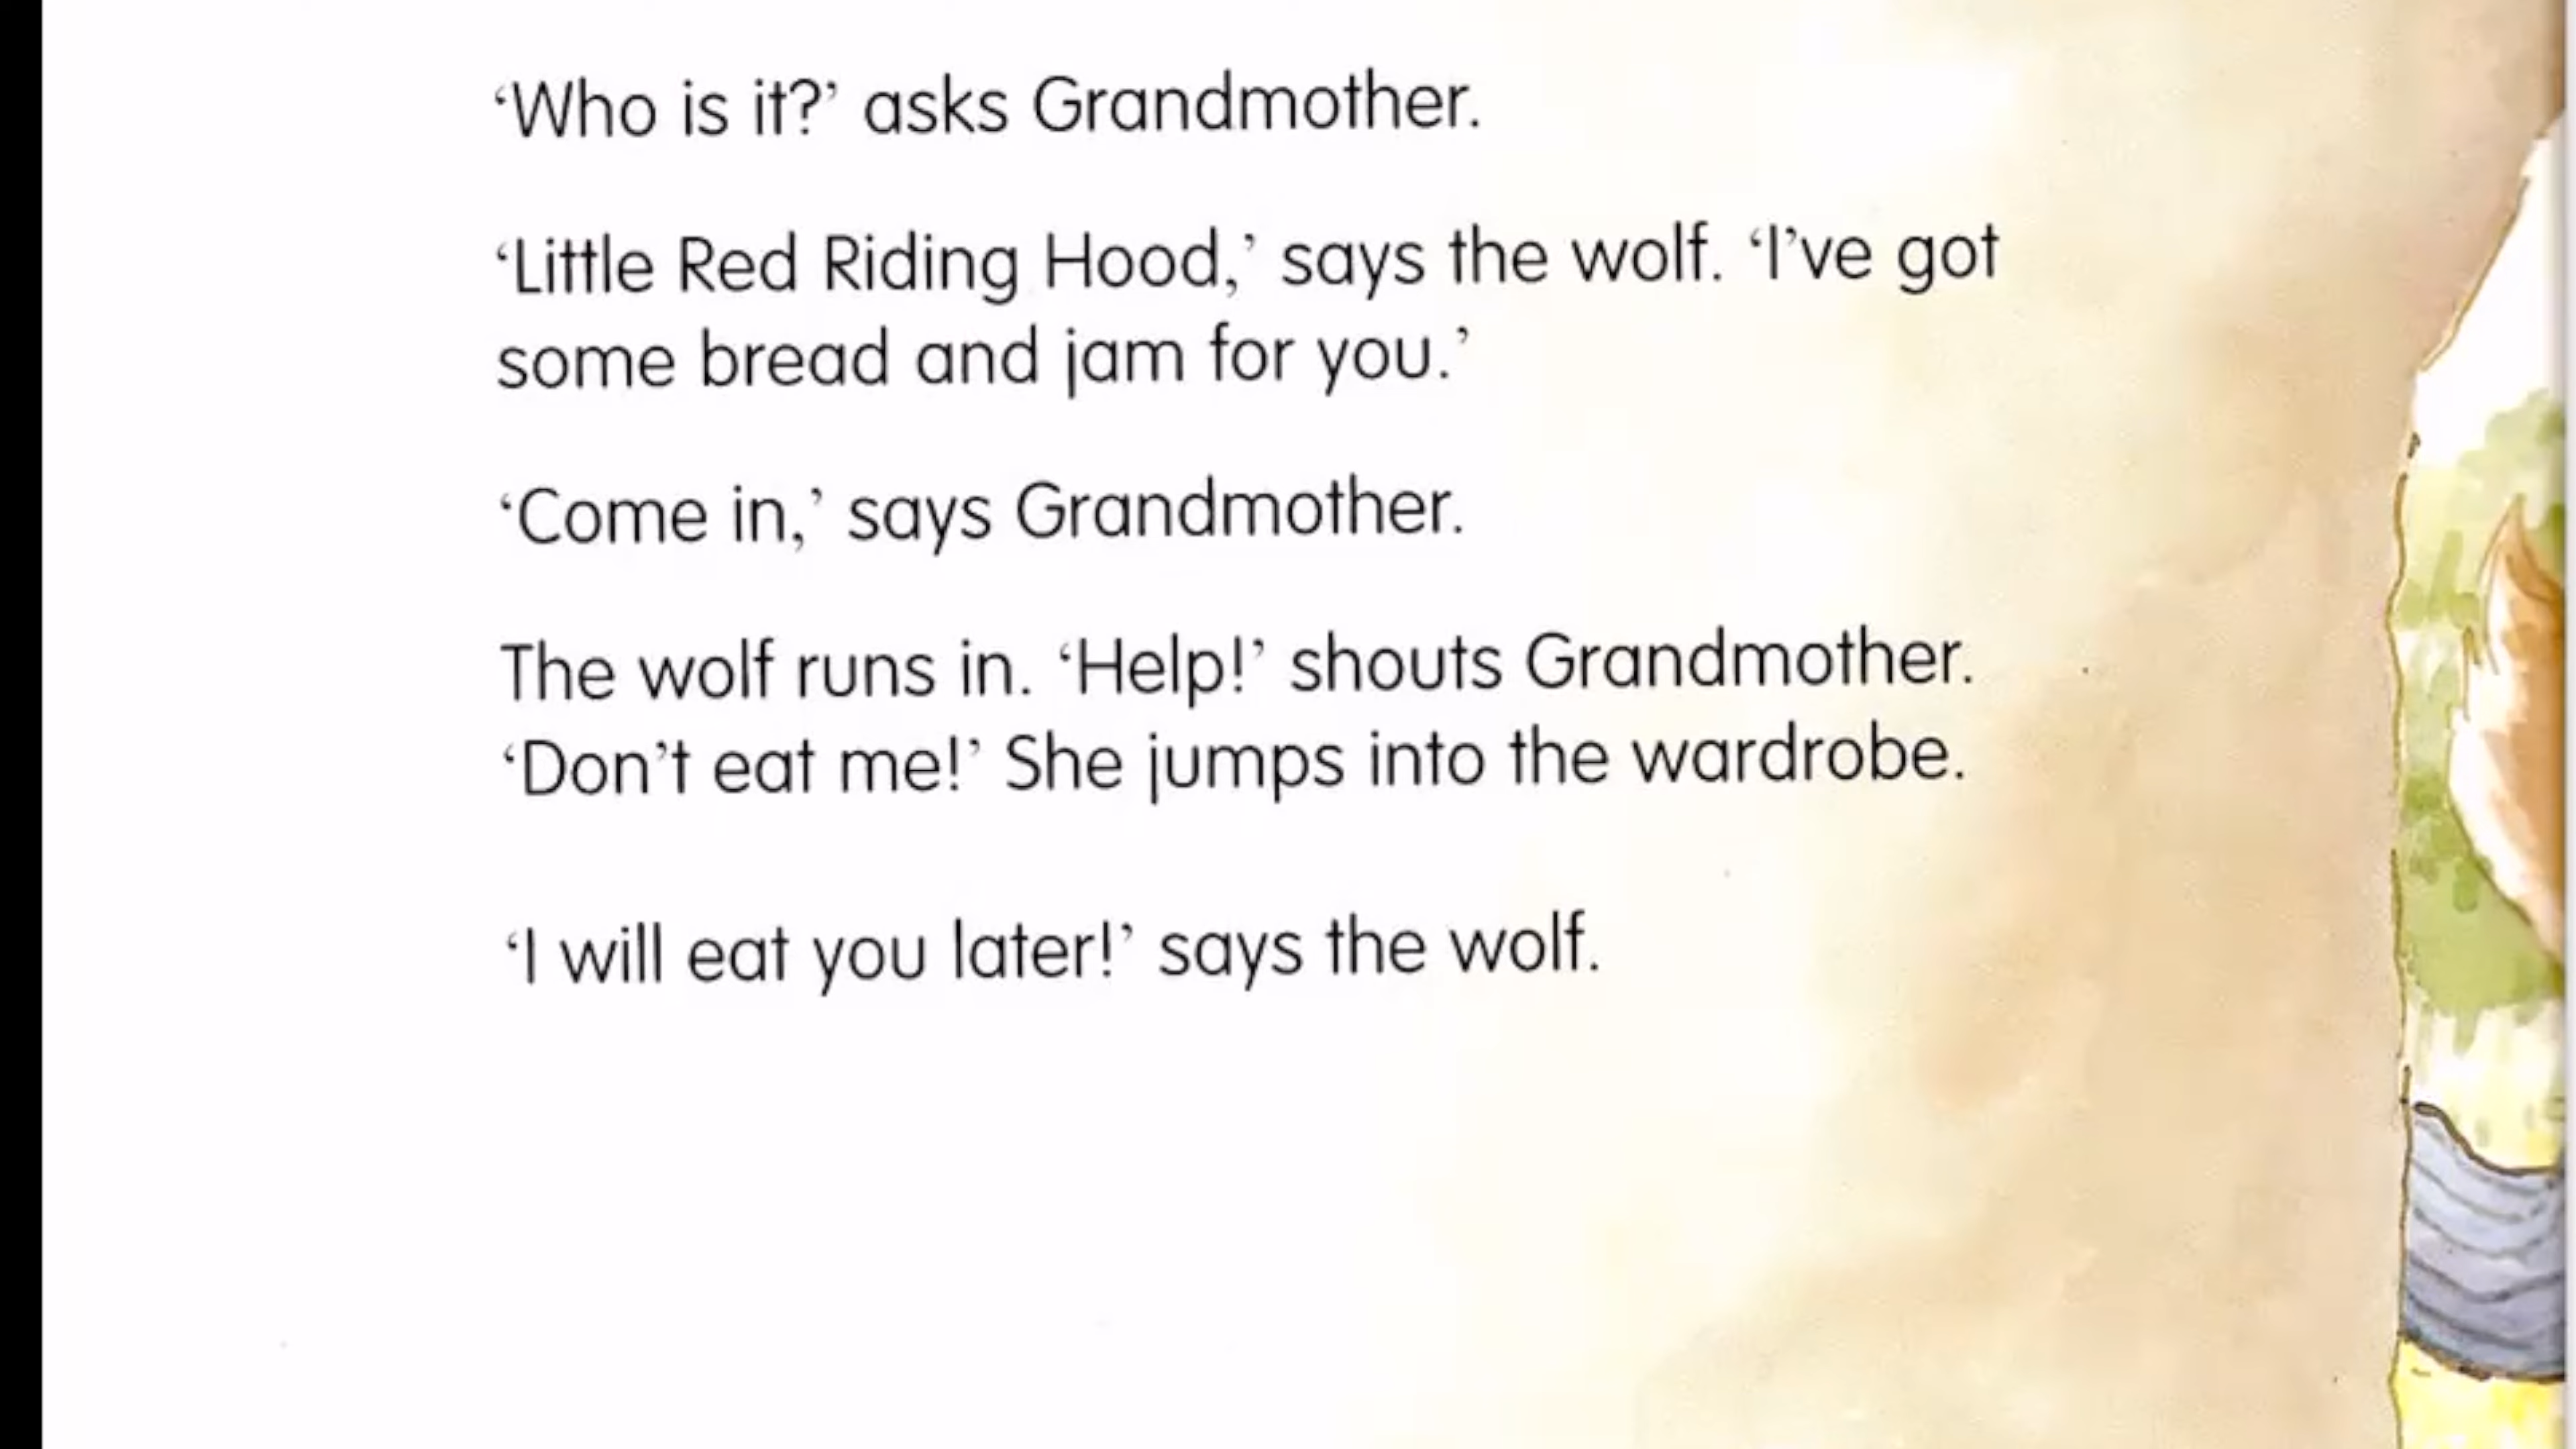 ‘Who is it?’ asks Grandmother.
‘Little Red Riding Hood,’ says the wolf. ‘I’ve got
some bread and jam for you.’
‘Come in,’ says Grandmother.
The wolf runs in. ‘Help!’ shouts Grandmother.
‘Don’t eat me!’ She jumps into the wardrobe.
‘I will eat you later!’ says the wolf.